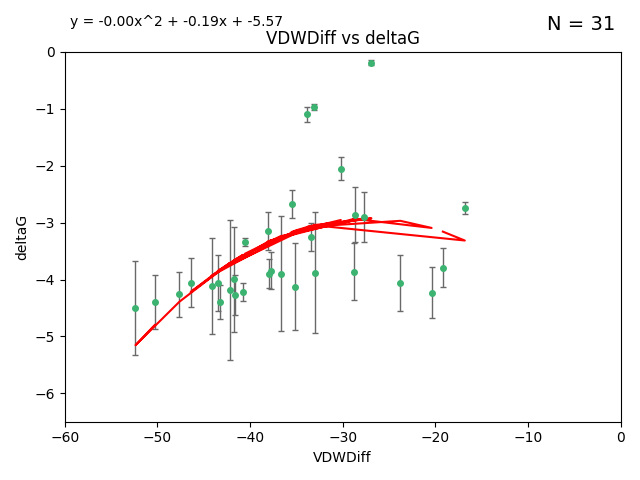 y = -0.00x^2 + -0.19x + -5.57
N = 31
VDWDiff vs deltaG
0
−1
−2
−3
−4
−5
−6
deltaG
−60
−50
−40
−30
−20
−10
0
VDWDiff